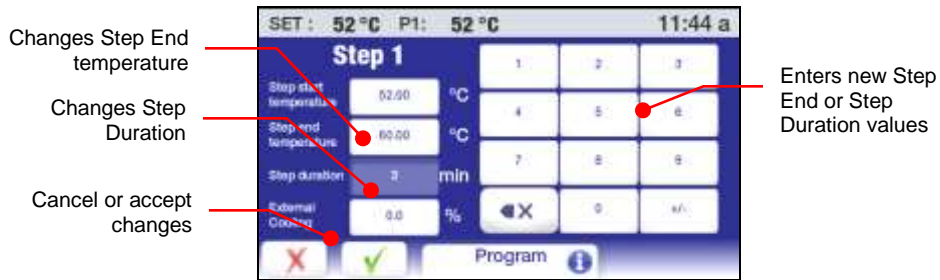 SET: 52 °C P1: 52 °C 11:44 a
Step 1
Changes Step End
temperature
Changes Step
Duration
Cancel or accept
changes
Step start
temperature
52.00
°C
Step end
temperature
60.00
°C
Step duration
3
min
External
Cooling
0.0
%
1 2 3
4 5 6
7 8 9
0 +/-
Program
Enters new Step
End or Step
Duration values